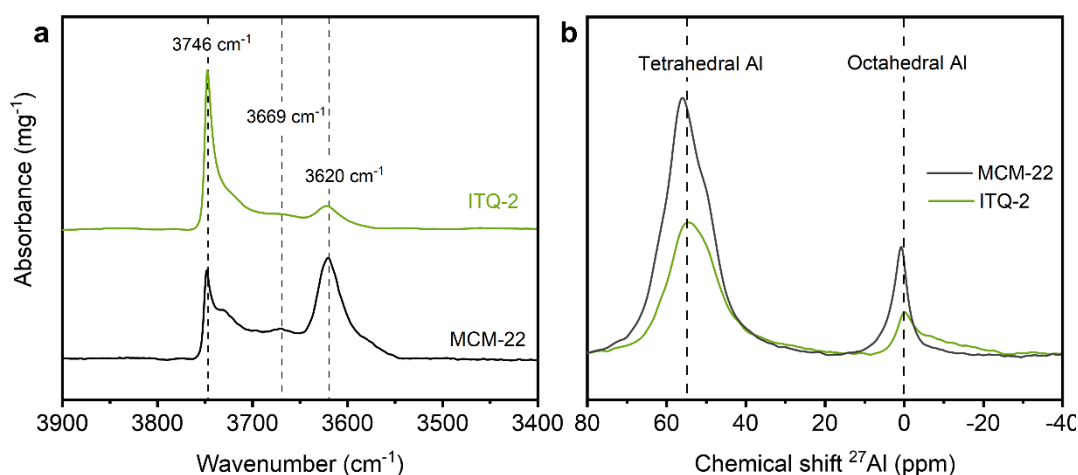 a
3746 cm⁻¹
3669 cm⁻¹
3620 cm⁻¹
ITQ-2
MCM-22
Absorbance (mg⁻¹)
3900 3800 3700 3600 3500 3400
Wavenumber (cm⁻¹)
b
Tetrahedral Al
Octahedral Al
MCM-22
ITQ-2
80 60 40 20 0 -20 -40
Chemical shift ²⁷Al (ppm)